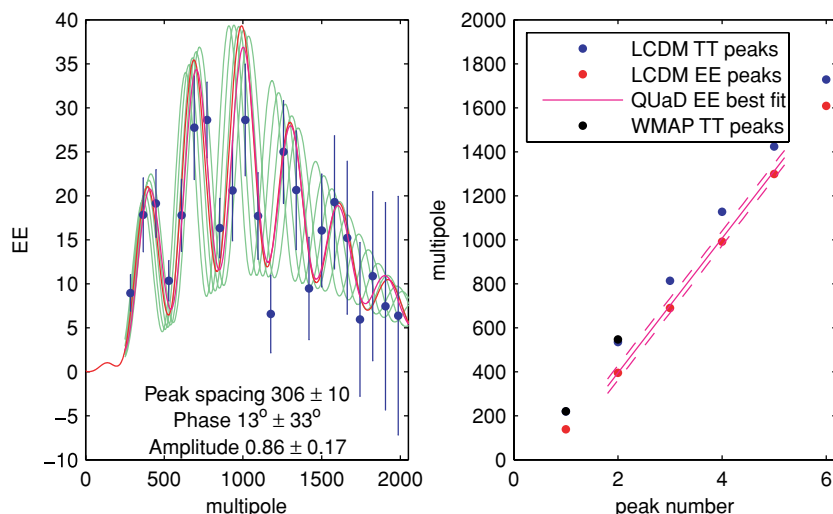 40
35
30
25
20
15
10
5
0
−5
−10
EE
Peak spacing 306 ± 10
Phase 13° ± 33°
Amplitude 0.86 ± 0.17
0 500 1000 1500 2000
multipole
2000
1800
1600
1400
1200
1000
800
600
400
200
0
multipole
LCDM TT peaks
LCDM EE peaks
QUaD EE best fit
WMAP TT peaks
0 2 4 6
peak number